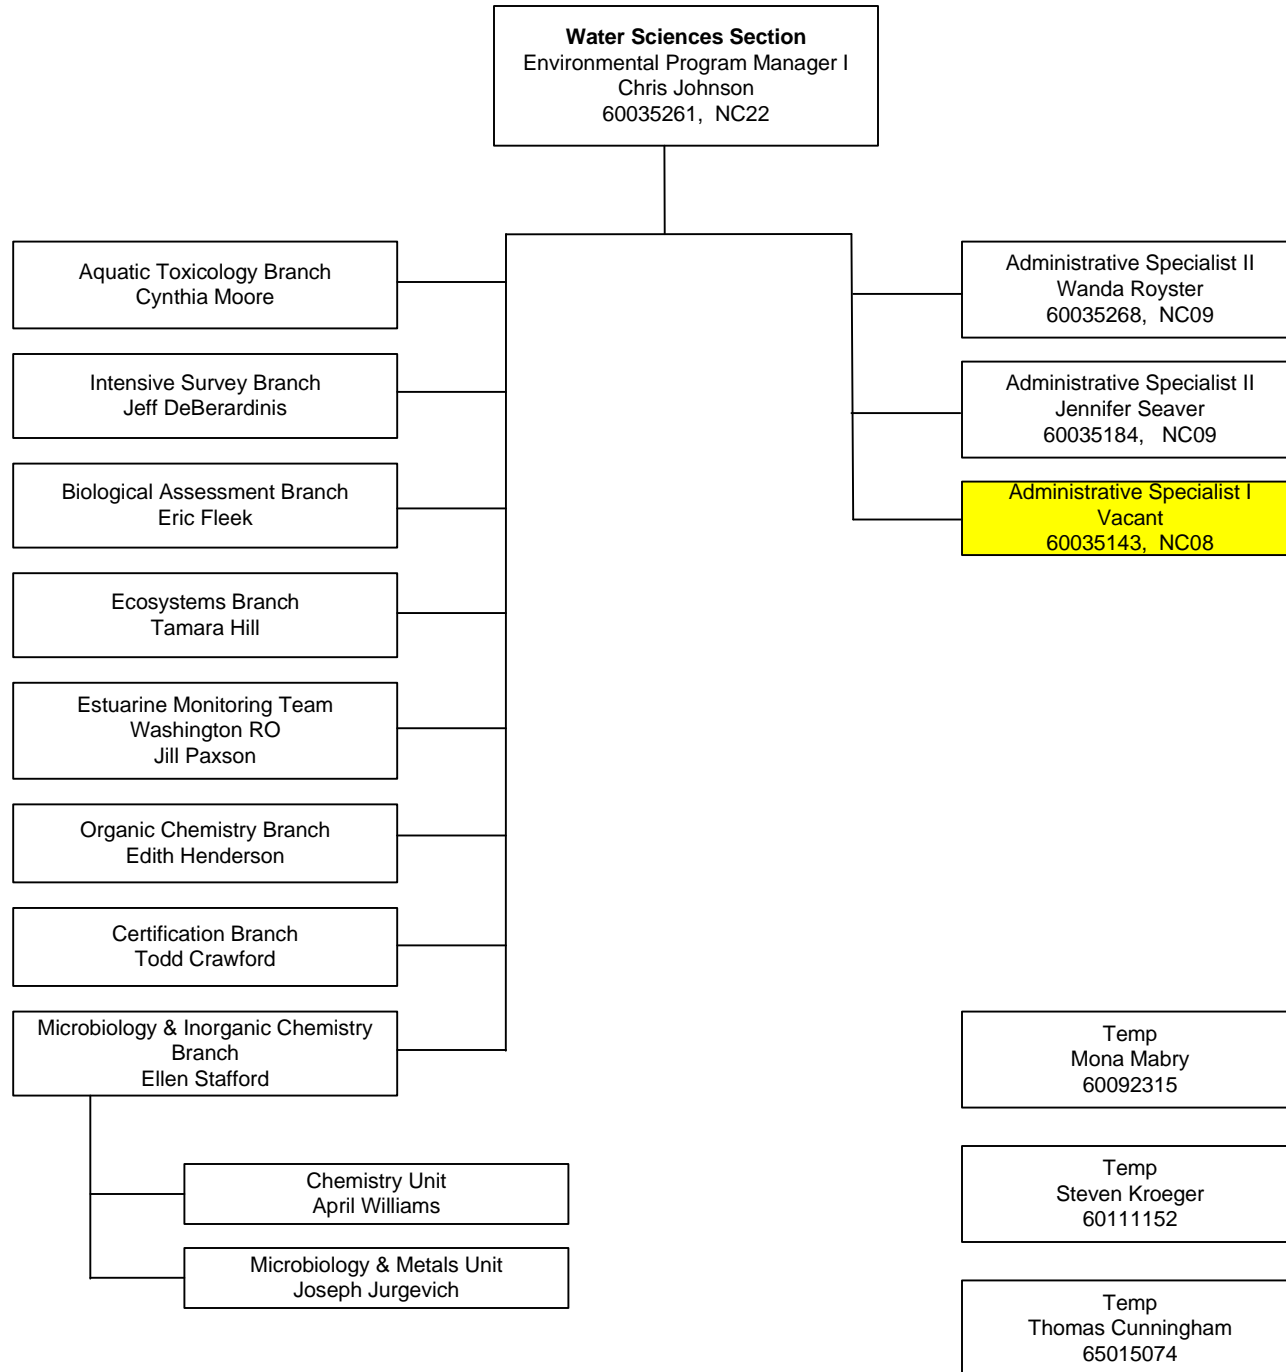 Water Sciences Section
Environmental Program Manager I
Chris Johnson
60035261, NC22
Aquatic Toxicology Branch
Cynthia Moore
Intensive Survey Branch
Jeff DeBerardinis
Biological Assessment Branch
Eric Fleek
Ecosystems Branch
Tamara Hill
Estuarine Monitoring Team
Washington RO
Jill Paxson
Organic Chemistry Branch
Edith Henderson
Certification Branch
Todd Crawford
Microbiology & Inorganic Chemistry
Branch
Ellen Stafford
Chemistry Unit
April Williams
Microbiology & Metals Unit
Joseph Jurgevich
Administrative Specialist II
Wanda Royster
60035268, NC09
Administrative Specialist II
Jennifer Seaver
60035184, NC09
Administrative Specialist I
Vacant
60035143, NC08
Temp
Mona Mabry
60092315
Temp
Steven Kroeger
60111152
Temp
Thomas Cunningham
65015074